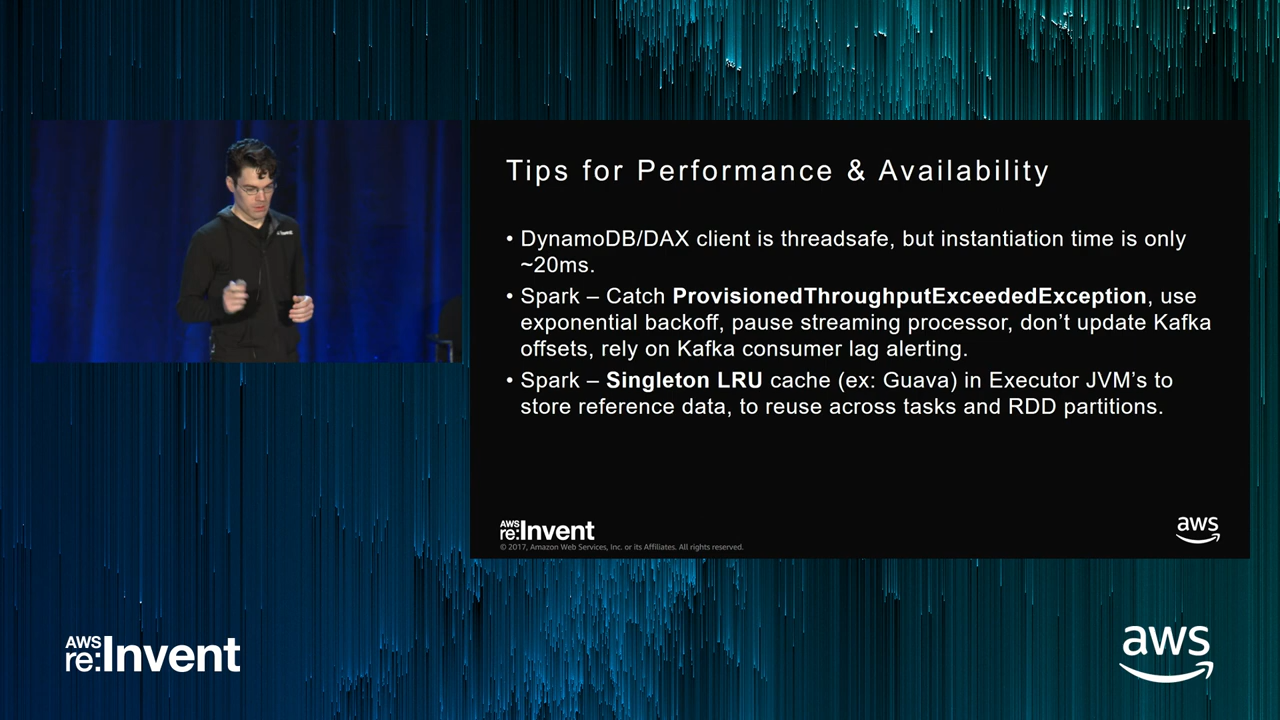 Tips for Performance & Availability
• DynamoDB/DAX client is threadsafe, but instantiation time is only
~20ms.
• Spark – Catch ProvisionedThroughputExceededException, use
exponential backoff, pause streaming processor, don't update Kafka
offsets, rely on Kafka consumer lag alerting.
• Spark – Singleton LRU cache (ex: Guava) in Executor JVM's to
store reference data, to reuse across tasks and RDD partitions.
AWS
re:Invent
© 2017, Amazon Web Services, Inc. or its Affiliates. All rights reserved.
aws
AWS
re:Invent
aws